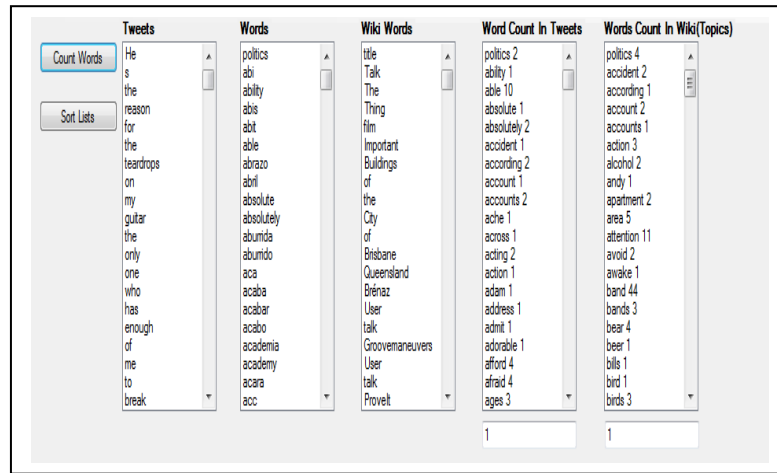 Tweets Words Wiki Words Word Count In Tweets Words Count In Wiki(Topics)
Count Words
Sort Lists
He
s
the
reason
for
the
teardrops
on
my
guitar
the
only
one
who
has
enough
of
me
to
break
politics
abi
ability
abis
abit
able
abrazo
abril
absolute
absolutely
aburrida
aburrido
aca
acaba
acabar
acabo
academia
academy
acara
acc
title
Talk
The
Thing
film
Important
Buildings
of
the
City
of
Brisbane
Queensland
Brénaz
User
talk
Groovemaneuvers
User
talk
ProveIt
politics 2
ability 1
able 10
absolute 1
absolutely 2
accident 1
according 2
account 1
accounts 2
ache 1
across 1
acting 2
action 1
adam 1
address 1
admit 1
adorable 1
afford 4
afraid 4
ages 3
1
politics 4
accident 2
according 1
account 2
accounts 1
action 3
alcohol 2
andy 1
apartment 2
area 5
attention 11
avoid 2
awake 1
band 44
bands 3
bear 4
beer 1
bills 1
bird 1
birds 3
1